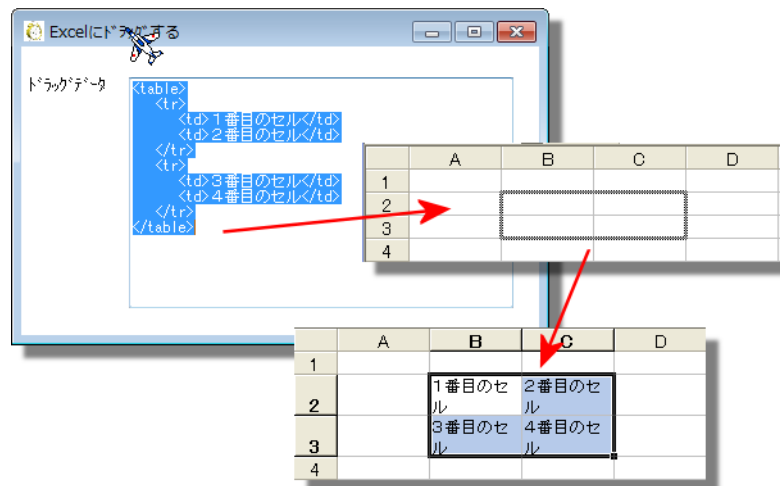 Excelにﾄﾞﾗｯｸﾞする
ﾄﾞﾗｯｸﾞﾃﾞｰﾀ
<table>
<tr>
<td>１番目のセル</td>
<td>２番目のセル</td>
</tr>
<tr>
<td>３番目のセル</td>
<td>４番目のセル</td>
</tr>
</table>
A B C D
1
2
3
4
A B C D
1
2 1番目のセル 2番目のセル
3 3番目のセル 4番目のセル
4